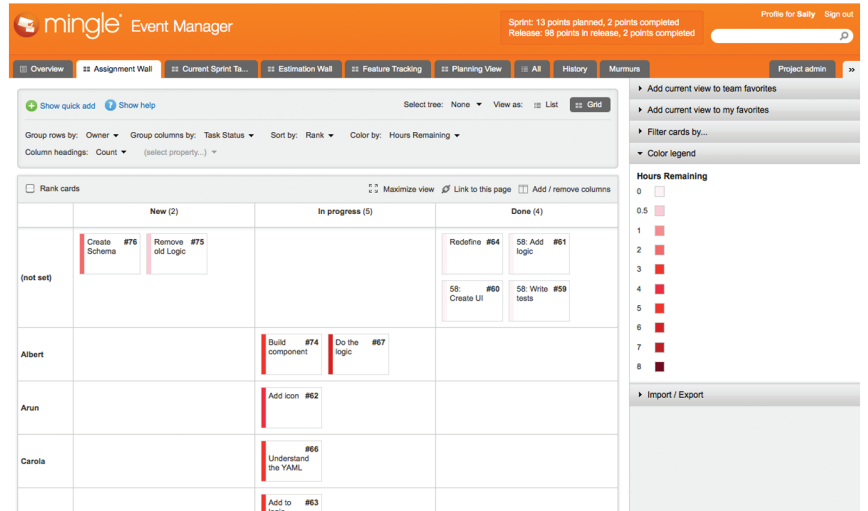 mingle Event Manager
Profile for Sally Sign out
Sprint: 13 points planned, 2 points completed
Release: 98 points in release, 2 points completed
Overview Assignment Wall Current Sprint Ta... Estimation Wall Feature Tracking Planning View All History Murmurs Project admin »
Show quick add ? Show help Select tree: None View as: List Grid
Group rows by: Owner Group columns by: Task Status Sort by: Rank Color by: Hours Remaining
Column headings: Count (select property...)
Rank cards Maximize view Link to this page Add / remove columns
New (2) In progress (5) Done (4)
(not set)
Create #76
Schema
Remove #75
old Logic
Redefine #64
58: Add #61
logic
58: #60
Create UI
58: Write #59
tests
Albert
Build #74
component
Do the #67
logic
Arun
Add icon #62
Carola
#66
Understand
the YAML
Add to #63
logic
Add current view to team favorites
Add current view to my favorites
Filter cards by...
Color legend
Hours Remaining
0
0.5
1
2
3
4
5
6
7
8
Import / Export